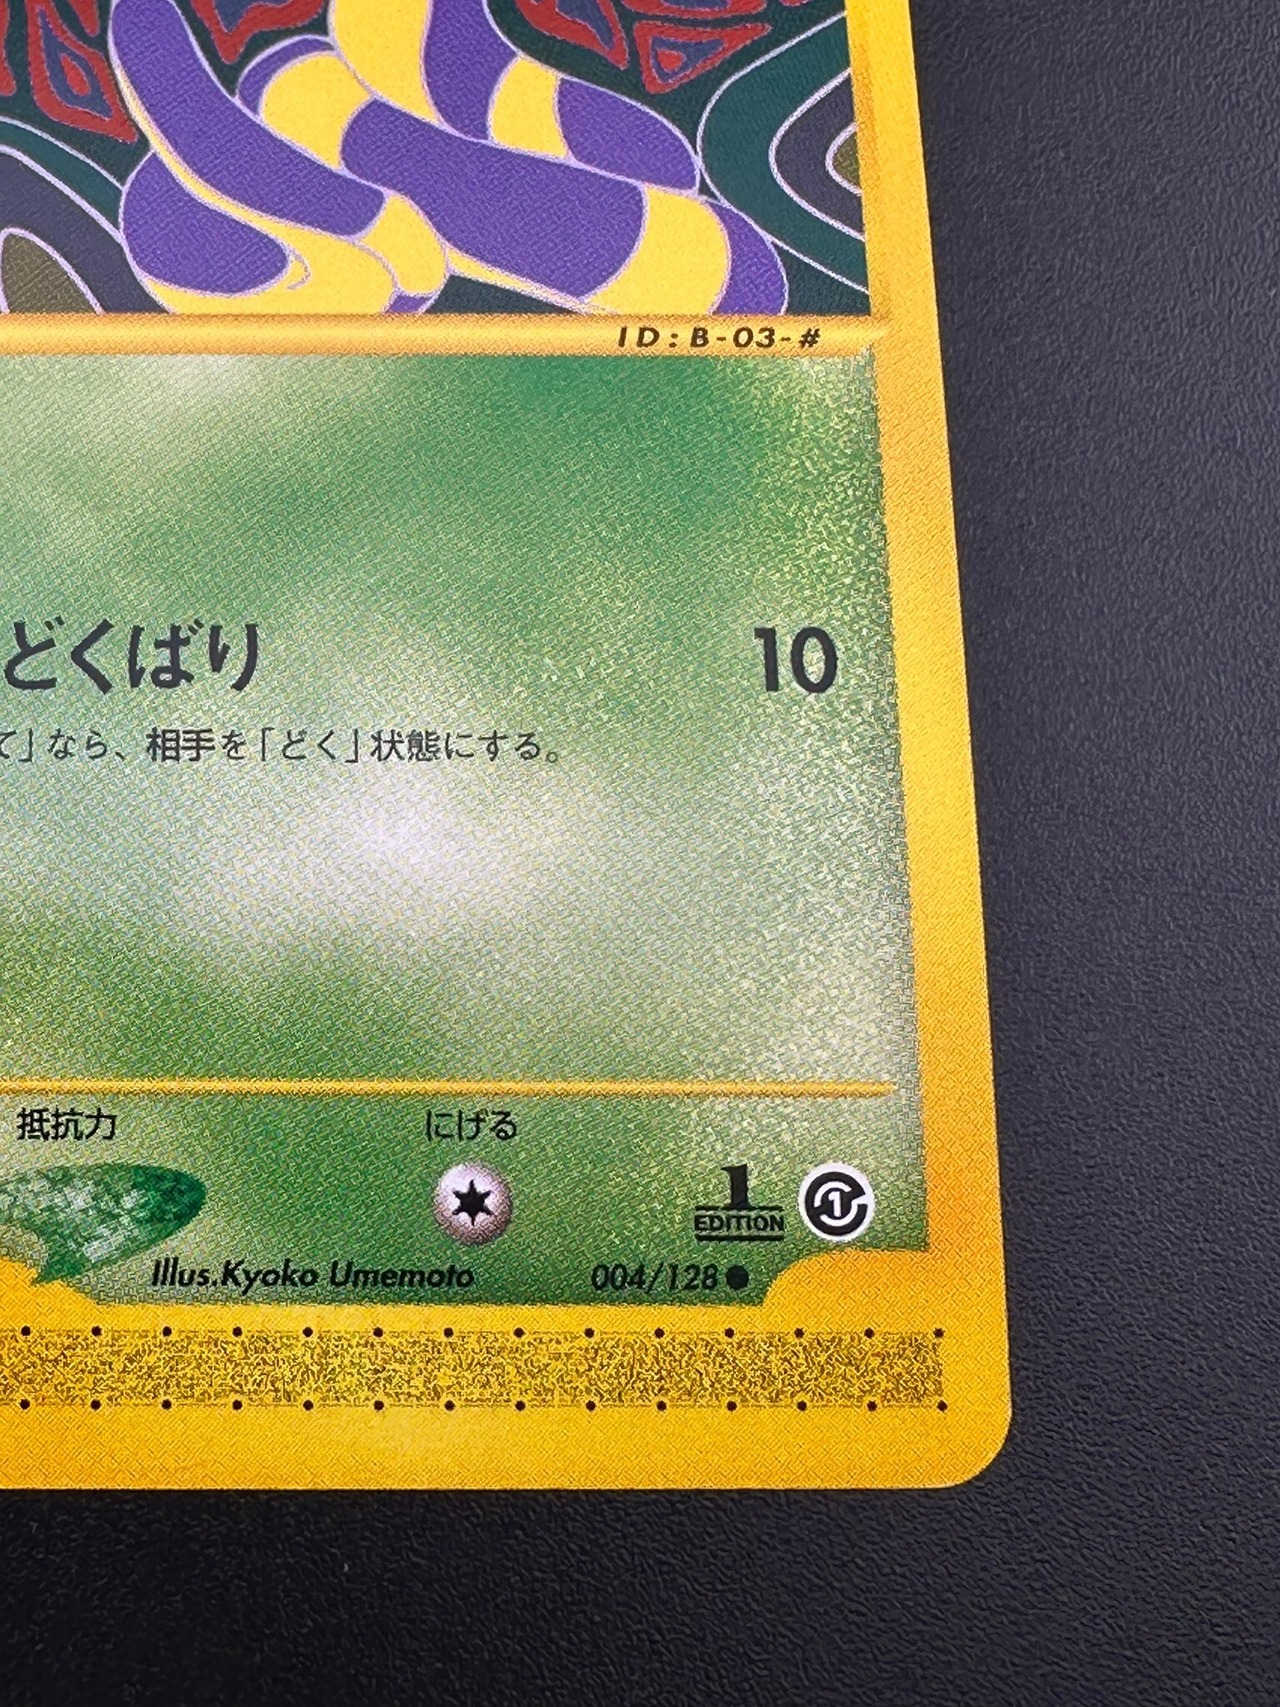 ID:B-03-#
どくばり 10
て」なら、相手を「どく」状態にする。
抵抗力 にげる
1
EDITION
Illus.Kyoko Umemoto 004/128